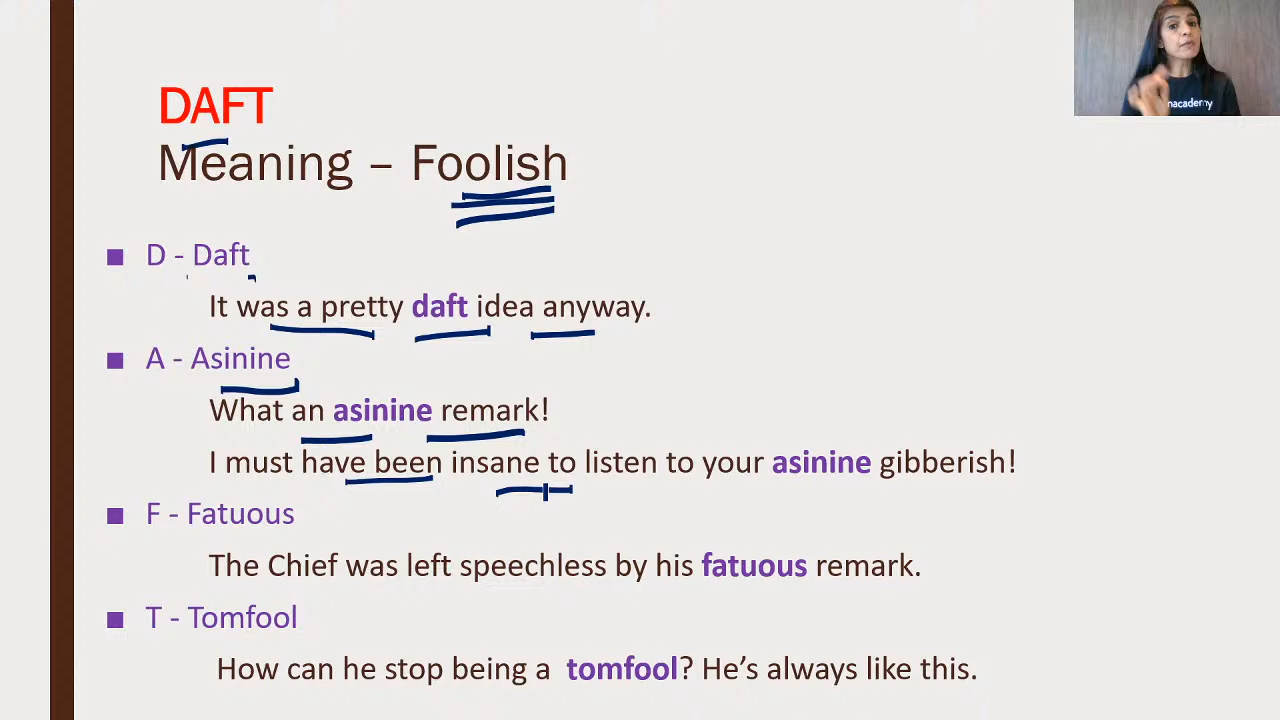 DAFT
Meaning – Foolish
■ D - Daft
It was a pretty daft idea anyway.
■ A - Asinine
What an asinine remark!
I must have been insane to listen to your asinine gibberish!
■ F - Fatuous
The Chief was left speechless by his fatuous remark.
■ T - Tomfool
How can he stop being a tomfool? He’s always like this.